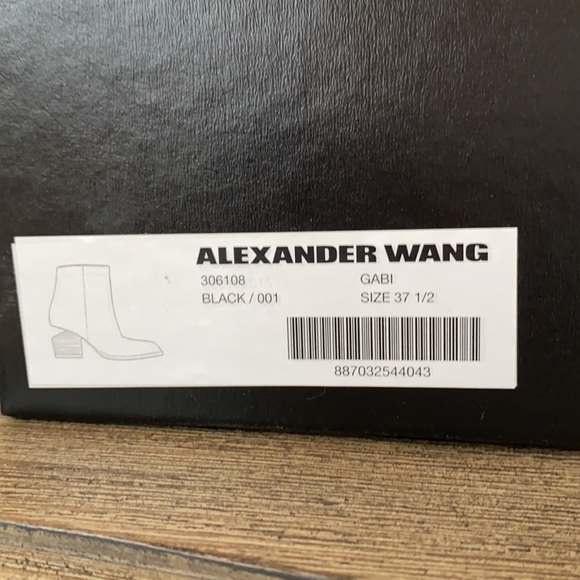 ALEXANDER WANG
306108 GABI
BLACK / 001 SIZE 37 1/2
887032544043